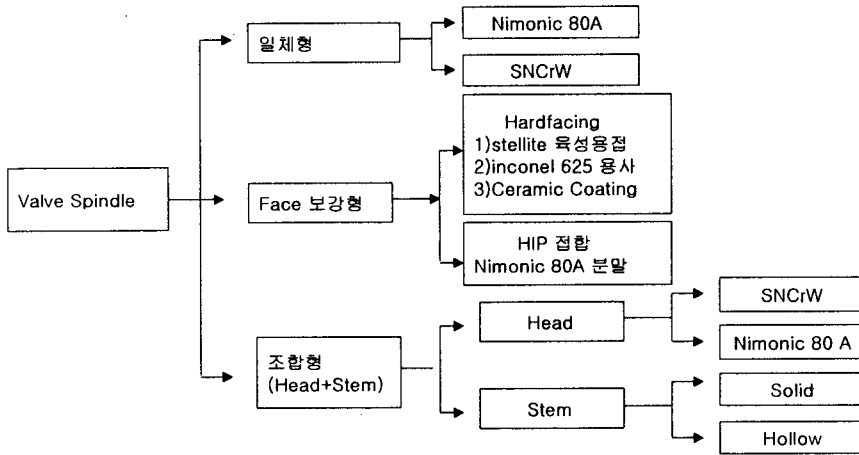 Nimonic 80A
일체형
SNCrW
Hardfacing
1)stellite 육성용접
2)inconel 625 용사
3)Ceramic Coating
Valve Spindle
Face 보강형
HIP 접합
Nimonic 80A 분말
SNCrW
Head
Nimonic 80 A
조합형
(Head+Stem)
Solid
Stem
Hollow